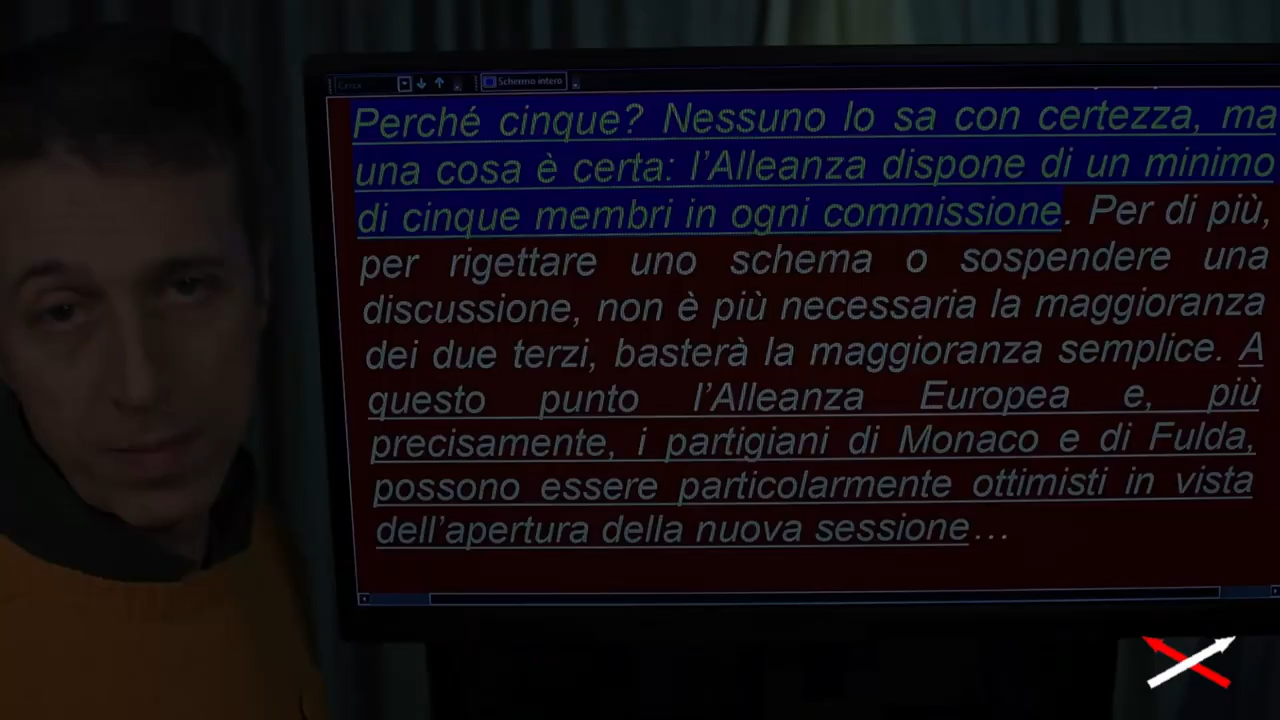 Cerca
Schermo intero
Perché cinque? Nessuno lo sa con certezza, ma
una cosa è certa: l'Alleanza dispone di un minimo
di cinque membri in ogni commissione. Per di più,
per rigettare uno schema o sospendere una
discussione, non è più necessaria la maggioranza
dei due terzi, basterà la maggioranza semplice. A
questo punto l'Alleanza Europea e, più
precisamente, i partigiani di Monaco e di Fulda,
possono essere particolarmente ottimisti in vista
dell'apertura della nuova sessione...